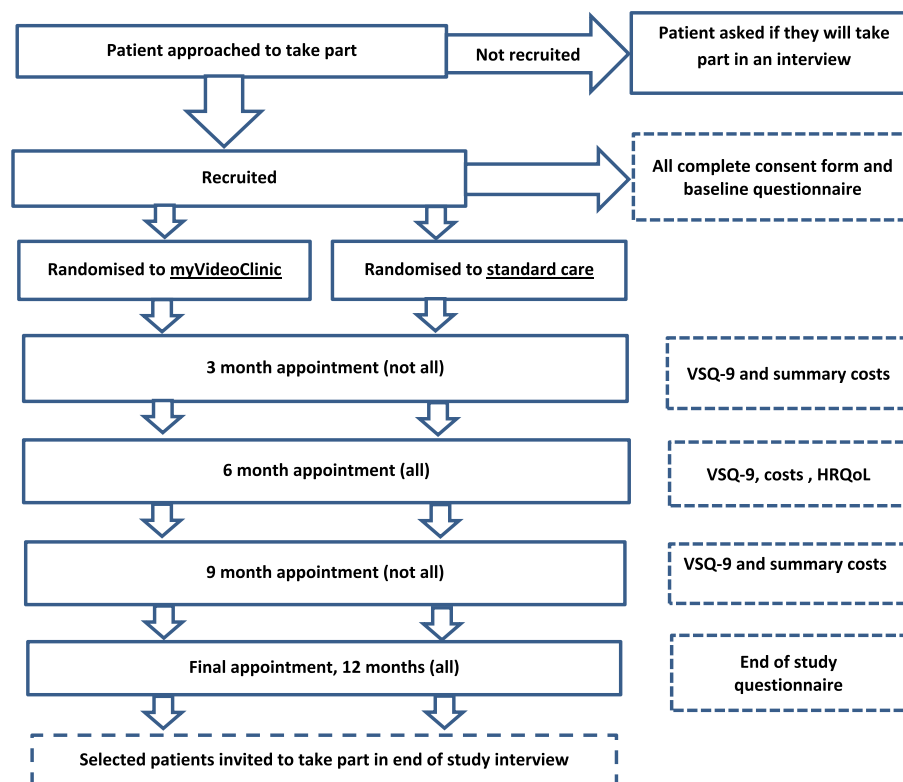 Patient approached to take part
Not recruited
Patient asked if they will take
part in an interview
Recruited
All complete consent form and
baseline questionnaire
Randomised to myVideoClinic
Randomised to standard care
3 month appointment (not all)
VSQ-9 and summary costs
6 month appointment (all)
VSQ-9, costs , HRQoL
9 month appointment (not all)
VSQ-9 and summary costs
Final appointment, 12 months (all)
End of study
questionnaire
Selected patients invited to take part in end of study interview